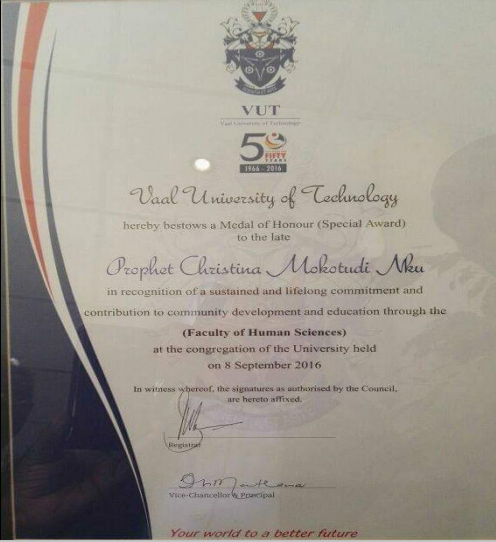 VUT
Vaal University of Technology
50
FIFTY
YEARS
1966 - 2016
Vaal University of Technology
hereby bestows a Medal of Honour (Special Award)
to the late
Prophet Christina Mokotudi Nku
in recognition of a sustained and lifelong commitment and
contribution to community development and education through the
(Faculty of Human Sciences)
at the congregation of the University held
on 8 September 2016
In witness whereof, the signatures as authorised by the Council,
are hereto affixed.
Registrar
Vice-Chancellor & Principal
Your world to a better future